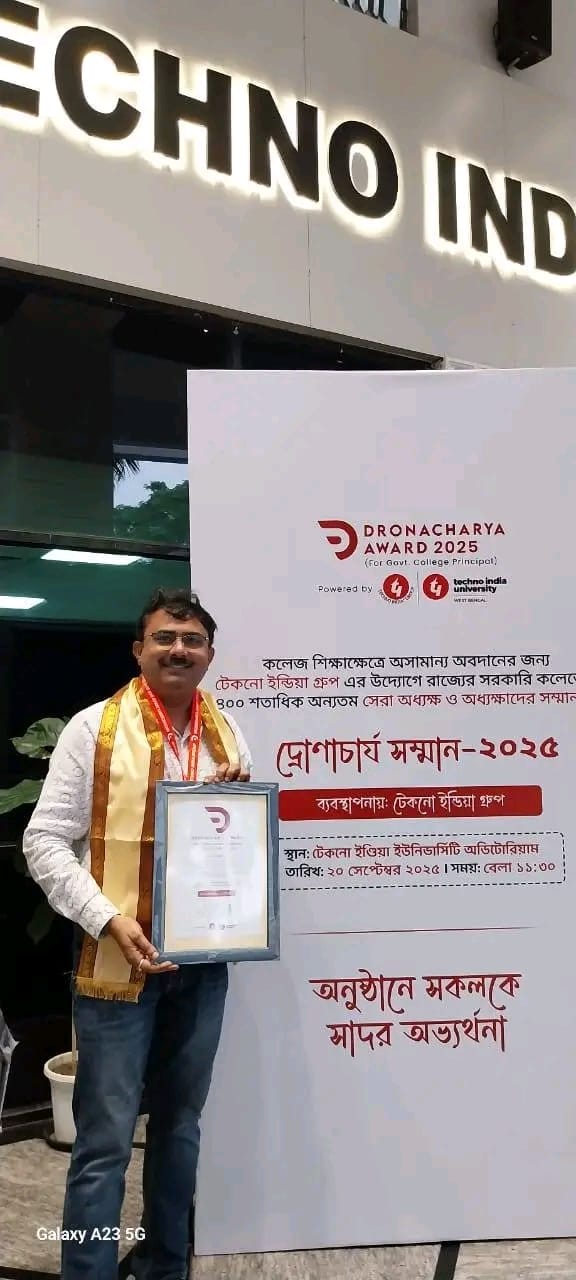 ECHNO IND
DRONACHARYA
AWARD 2025
(For Govt. College Principal)
Powered by
techno india
university
WEST BENGAL
কলেজ শিক্ষাক্ষেত্রে অসামান্য অবদানের জন্য
টেকনো ইন্ডিয়া গ্রুপ এর উদ্যোগে রাজ্যের সরকারি কলেজে
৪০০ শতাধিক অন্যতম সেরা অধ্যক্ষ ও অধ্যক্ষাদের সম্মান
দ্রোণাচার্য সম্মান-২০২৫
ব্যবস্থাপনায়: টেকনো ইন্ডিয়া গ্রুপ
স্থান: টেকনো ইণ্ডিয়া ইউনিভার্সিটি অডিটোরিয়াম
তারিখ: ২০ সেপ্টেম্বর ২০২৫ । সময়: বেলা ১১:৩০
অনুষ্ঠানে সকলকে
সাদর অভ্যর্থনা
Galaxy A23 5G